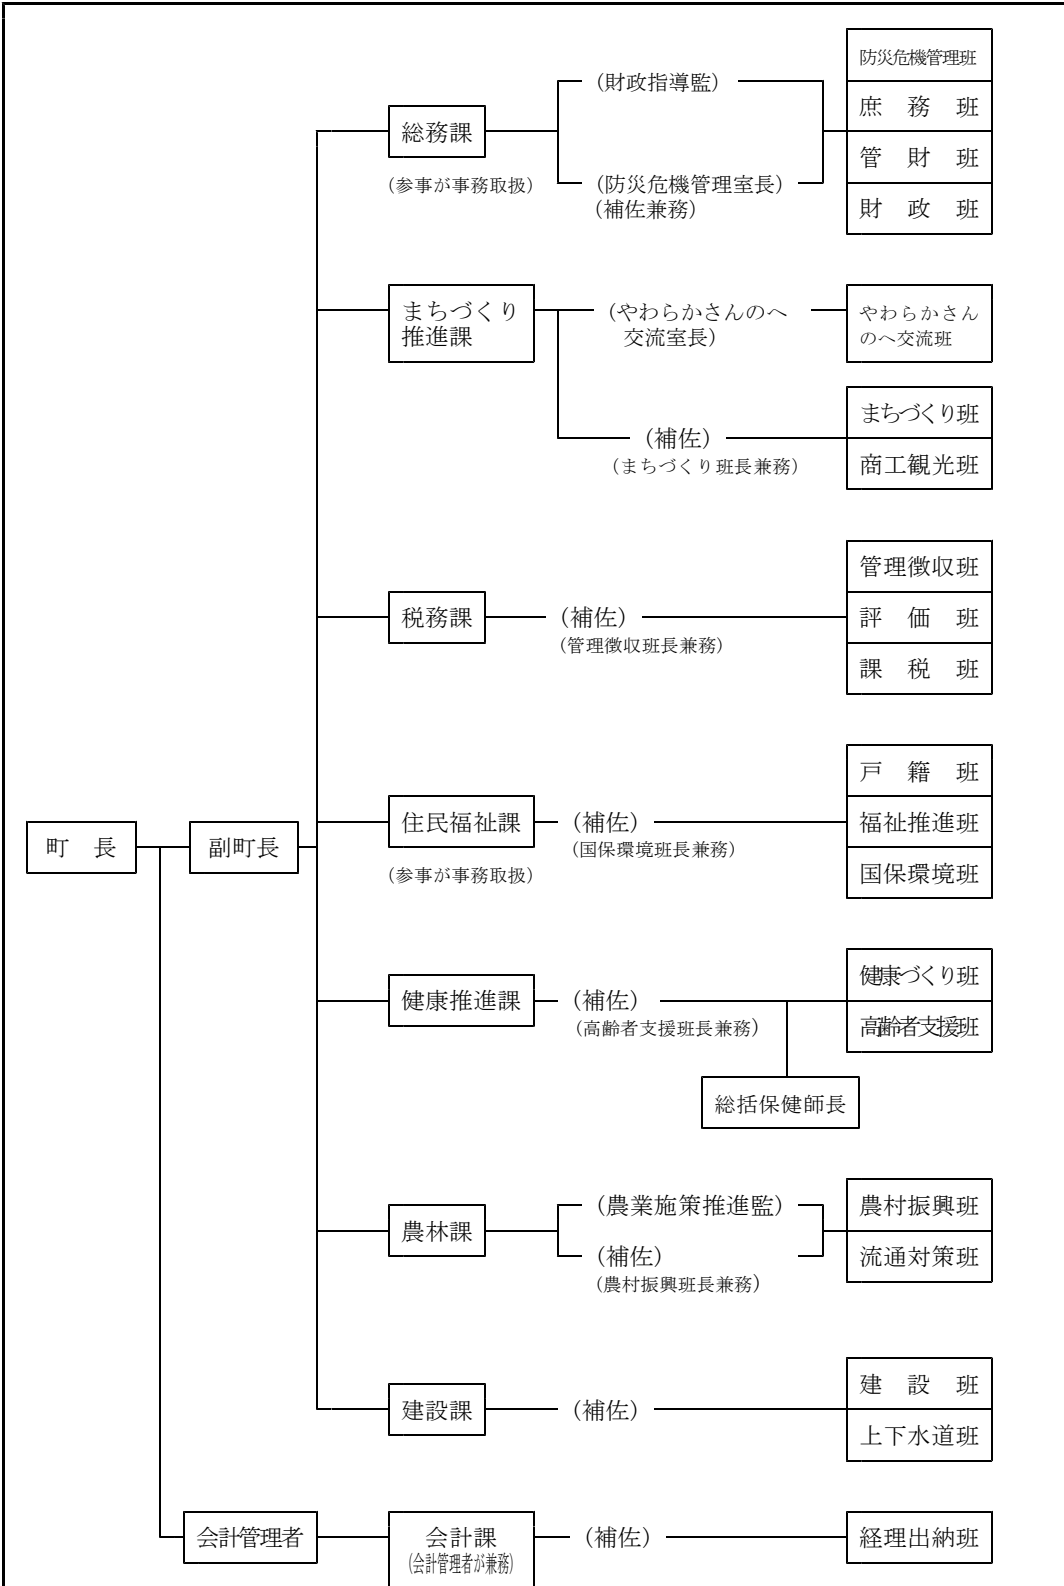 防災危機管理班
(財政指導監)
庶 務 班
総務課
管 財 班
(参事が事務取扱)
(防災危機管理室長)
(補佐兼務)
財 政 班
まちづくり
推進課
(やわらかさんのへ
交流室長)
やわらかさん
のへ交流班
まちづくり班
(補佐)
(まちづくり班長兼務)
商工観光班
管理徴収班
税務課
(補佐)
(管理徴収班長兼務)
評 価 班
課 税 班
戸 籍 班
住民福祉課
(補佐)
(国保環境班長兼務)
福祉推進班
町 長
副町長
(参事が事務取扱)
国保環境班
健康づくり班
健康推進課
(補佐)
(高齢者支援班長兼務)
高齢者支援班
総括保健師長
(農業施策推進監)
農村振興班
農林課
(補佐)
(農村振興班長兼務)
流通対策班
建 設 班
建設課
(補佐)
上下水道班
会計管理者
会計課
(会計管理者が兼務)
(補佐)
経理出納班